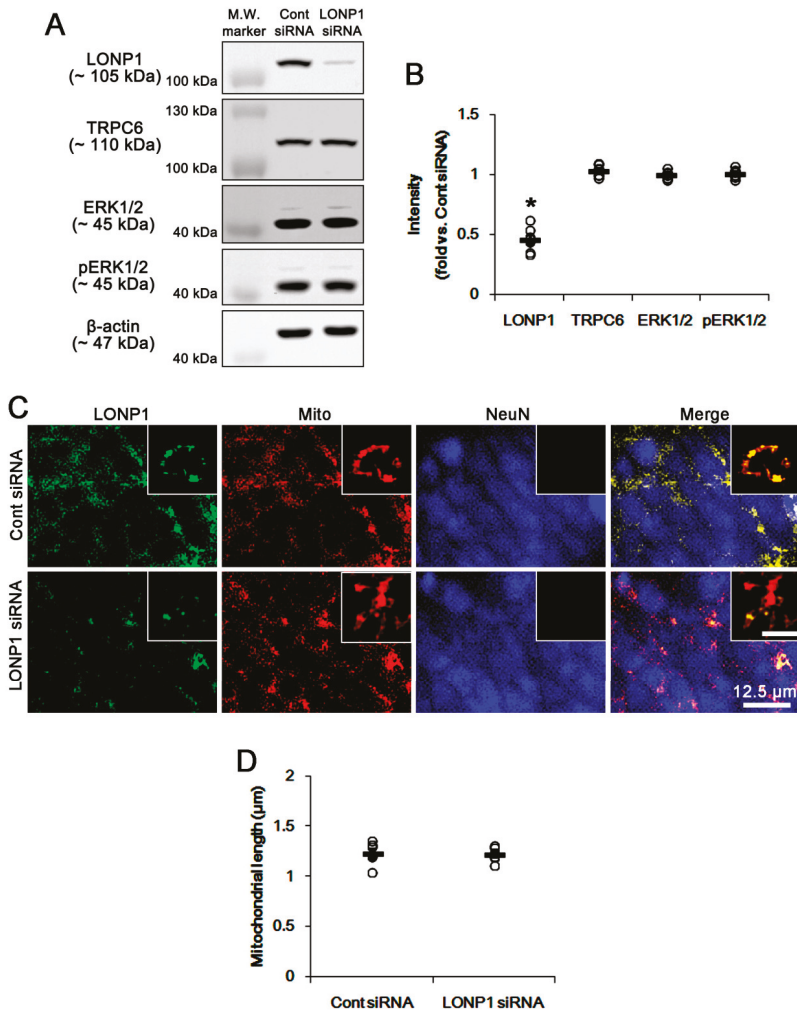 A
M.W.
marker
Cont
siRNA
LONP1
siRNA
LONP1
(~ 105 kDa)
100 kDa
TRPC6
(~ 110 kDa)
130 kDa
100 kDa
ERK1/2
(~ 45 kDa)
40 kDa
pERK1/2
(~ 45 kDa)
40 kDa
β-actin
(~ 47 kDa)
40 kDa
B
Intensity
(fold vs. Cont siRNA)
1.5
1
0.5
0
*
LONP1 TRPC6 ERK1/2 pERK1/2
C
LONP1 Mito NeuN Merge
Cont siRNA
LONP1 siRNA
12.5 μm
D
Mitochondrial length (μm)
2
1.5
1
0.5
0
Cont siRNA LONP1 siRNA